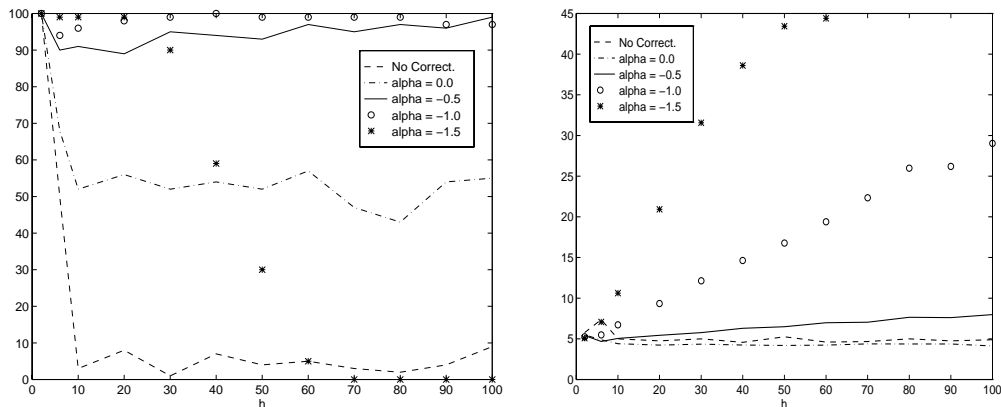 100
90
80
70
60
50
40
30
20
10
0
No Correct.
alpha = 0.0
alpha = −0.5
alpha = −1.0
alpha = −1.5
0 10 20 30 40 50 60 70 80 90 100
h
45
40
35
30
25
20
15
10
5
0
No Correct.
alpha = 0.0
alpha = −0.5
alpha = −1.0
alpha = −1.5
0 10 20 30 40 50 60 70 80 90 100
h